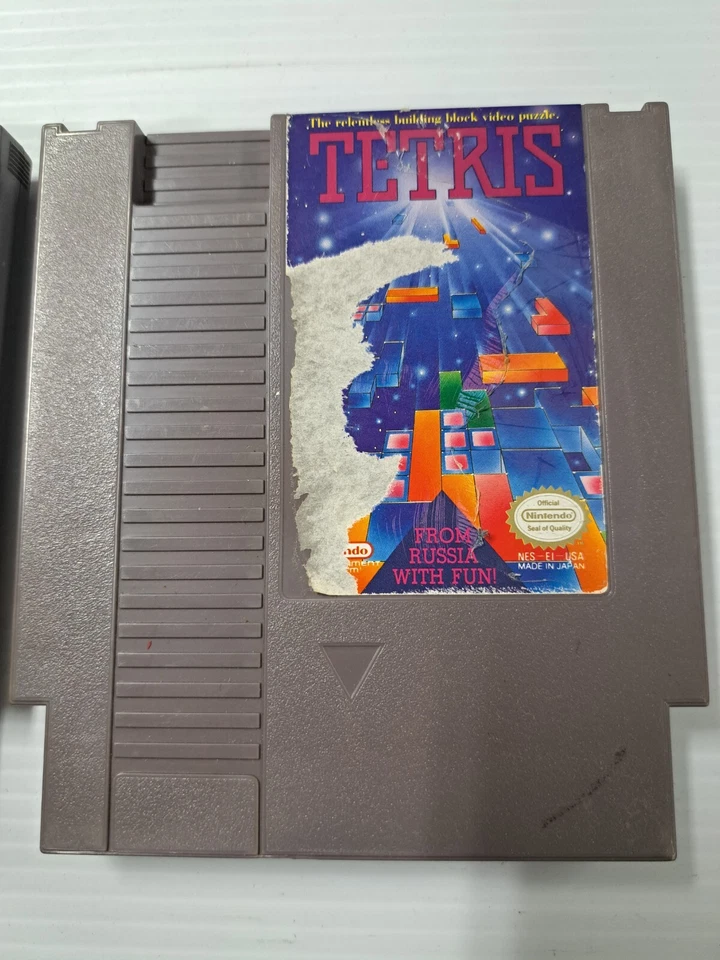 The relentless building block video puzzle.
TETRIS
Official
Nintendo
Seal of Quality
ndo
FROM
RUSSIA
WITH FUN!
NES-EI-USA
MADE IN JAPAN